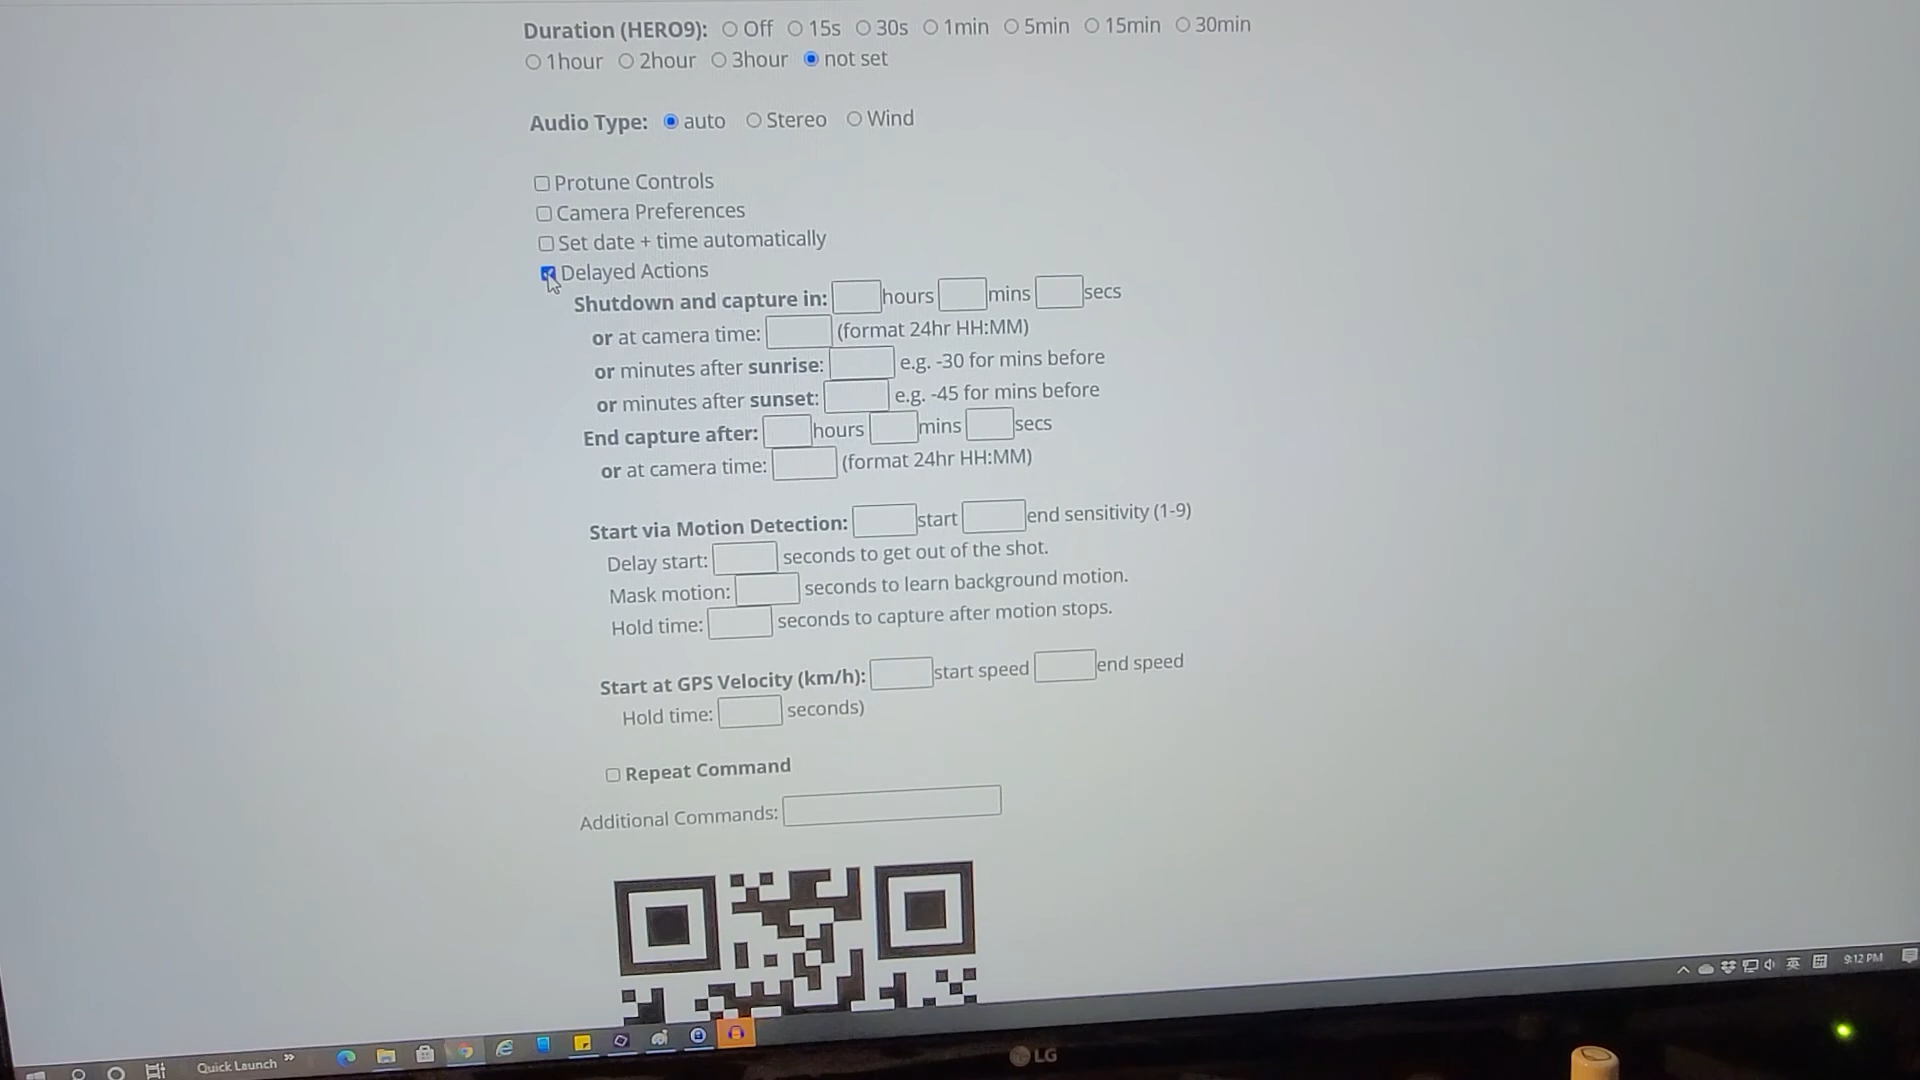 Duration (HERO9): Off 15s 30s 1min 5min 15min 30min
1hour 2hour 3hour not set
Audio Type: auto Stereo Wind
Protune Controls
Camera Preferences
Set date + time automatically
Delayed Actions
Shutdown and capture in: hours mins secs
or at camera time: (format 24hr HH:MM)
or minutes after sunrise: e.g. -30 for mins before
or minutes after sunset: e.g. -45 for mins before
End capture after: hours mins secs
or at camera time: (format 24hr HH:MM)
Start via Motion Detection: start end sensitivity (1-9)
Delay start: seconds to get out of the shot.
Mask motion: seconds to learn background motion.
Hold time: seconds to capture after motion stops.
Start at GPS Velocity (km/h): start speed end speed
Hold time: seconds)
Repeat Command
Additional Commands:
英 9:12 PM
Quick Launch
LG